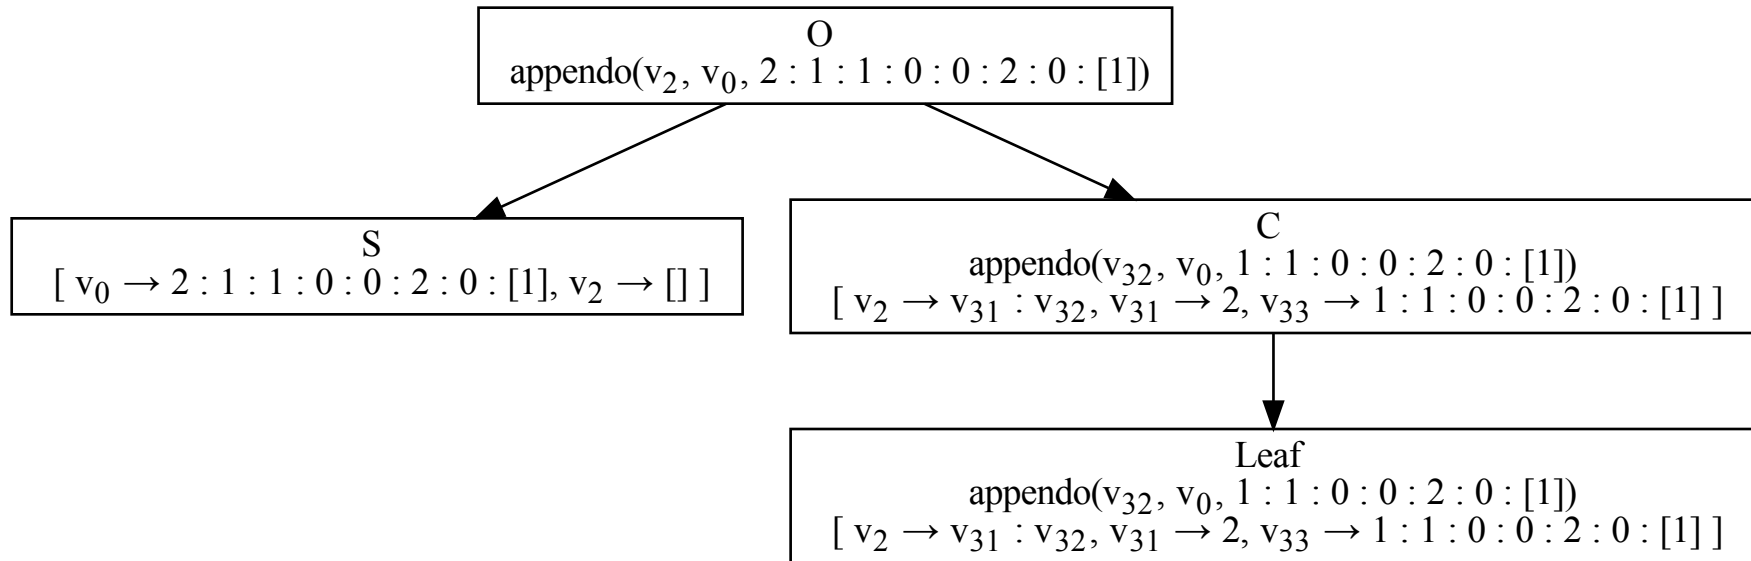 O
appendo(v₂, v₀, 2 : 1 : 1 : 0 : 0 : 2 : 0 : [1])
S
[ v₀ → 2 : 1 : 1 : 0 : 0 : 2 : 0 : [1], v₂ → [] ]
C
appendo(v₃₂, v₀, 1 : 1 : 0 : 0 : 2 : 0 : [1])
[ v₂ → v₃₁ : v₃₂, v₃₁ → 2, v₃₃ → 1 : 1 : 0 : 0 : 2 : 0 : [1] ]
Leaf
appendo(v₃₂, v₀, 1 : 1 : 0 : 0 : 2 : 0 : [1])
[ v₂ → v₃₁ : v₃₂, v₃₁ → 2, v₃₃ → 1 : 1 : 0 : 0 : 2 : 0 : [1] ]